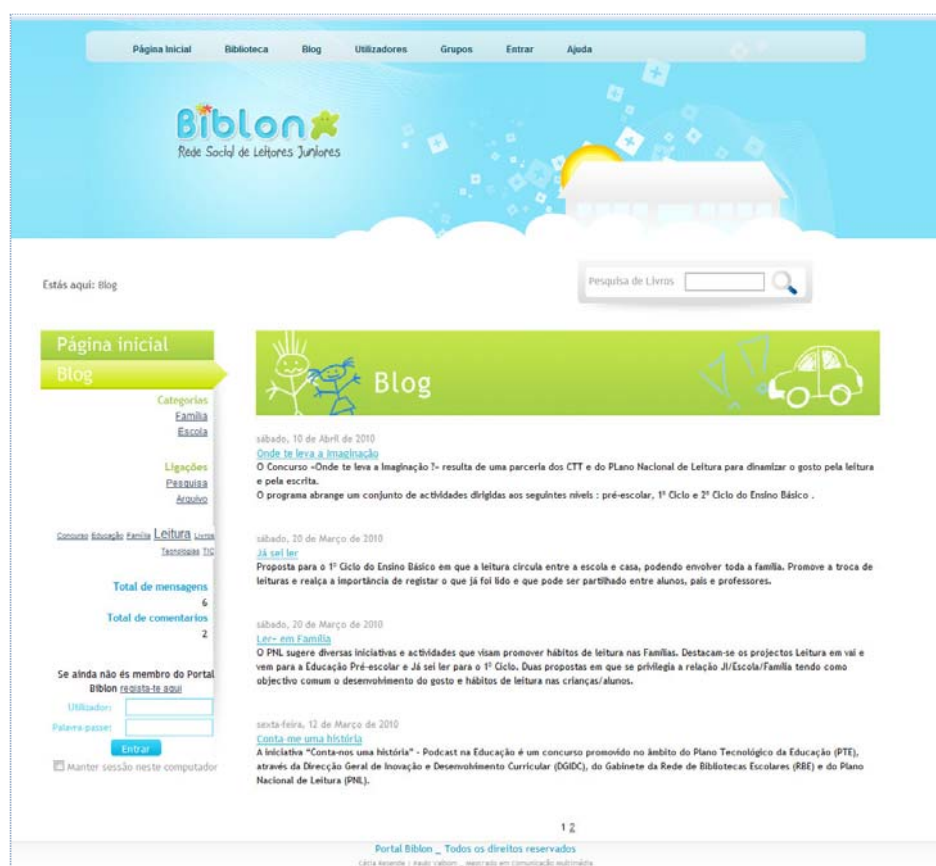 Página Inicial Biblioteca Blog Utilizadores Grupos Entrar Ajuda
Biblon
Rede Social de Leitores Juniores
Estás aqui: Blog
Pesquisa de Livros
Página inicial
Blog
Categorias
Família
Escola
Ligações
Pesquisa
Arquivo
Concurso Educação Família Leitura Livros
Tecnologias TIC
Total de mensagens
6
Total de comentarios
2
Se ainda não és membro do Portal
Biblon regista-te aqui
Utilizador:
Palavra-passe:
Entrar
Manter sessão neste computador
Blog
sábado, 10 de Abril de 2010
Onde te leva a Imaginação
O Concurso «Onde te leva a Imaginação ?» resulta de uma parceria dos CTT e do PLano Nacional de Leitura para dinamizar o gosto pela leitura
e pela escrita.
O programa abrange um conjunto de actividades dirigidas aos seguintes níveis : pré-escolar, 1º Ciclo e 2º Ciclo do Ensino Básico .
sábado, 20 de Março de 2010
Já sei ler
Proposta para o 1º Ciclo do Ensino Básico em que a leitura circula entre a escola e casa, podendo envolver toda a família. Promove a troca de
leituras e realça a importância de registar o que já foi lido e que pode ser partilhado entre alunos, pais e professores.
sábado, 20 de Março de 2010
Ler+ em Família
O PNL sugere diversas iniciativas e actividades que visam promover hábitos de leitura nas Famílias. Destacam-se os projectos Leitura em vai e
vem para a Educação Pré-escolar e Já sei ler para o 1º Ciclo. Duas propostas em que se privilegia a relação JI/Escola/Família tendo como
objectivo comum o desenvolvimento do gosto e hábitos de leitura nas crianças/alunos.
sexta-feira, 12 de Março de 2010
Conta-me uma história
A iniciativa “Conta-nos uma história” - Podcast na Educação é um concurso promovido no âmbito do Plano Tecnológico da Educação (PTE),
através da Direcção Geral de Inovação e Desenvolvimento Curricular (DGIDC), do Gabinete da Rede de Bibliotecas Escolares (RBE) e do Plano
Nacional de Leitura (PNL).
1 2
Portal Biblon _ Todos os direitos reservados
Cátia Resende | Paulo Valbom _ Mestrado em Comunicação Multimédia